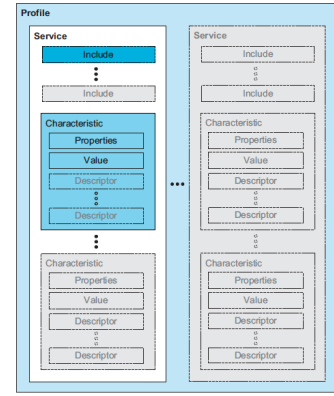 Profile
Service
Include
Include
Characteristic
Properties
Value
Descriptor
Descriptor
Characteristic
Properties
Value
Descriptor
Descriptor
Service
Include
Include
Characteristic
Properties
Value
Descriptor
Descriptor
Characteristic
Properties
Value
Descriptor
Descriptor